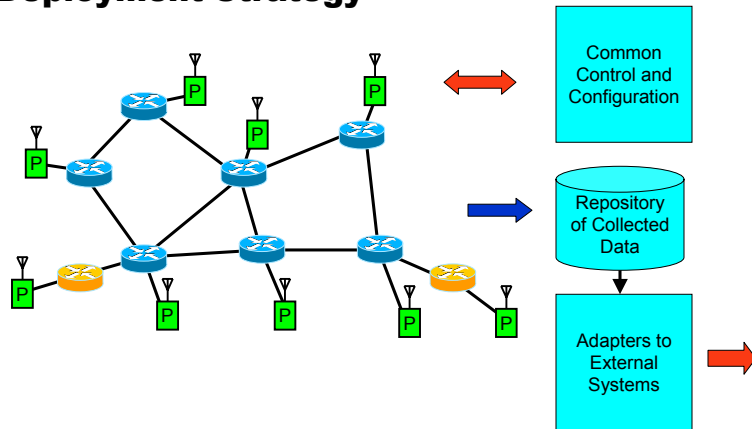 Deployment Strategy
P
P
P
P
P
P
P
P
P
Common
Control and
Configuration
Repository
of Collected
Data
Adapters to
External
Systems